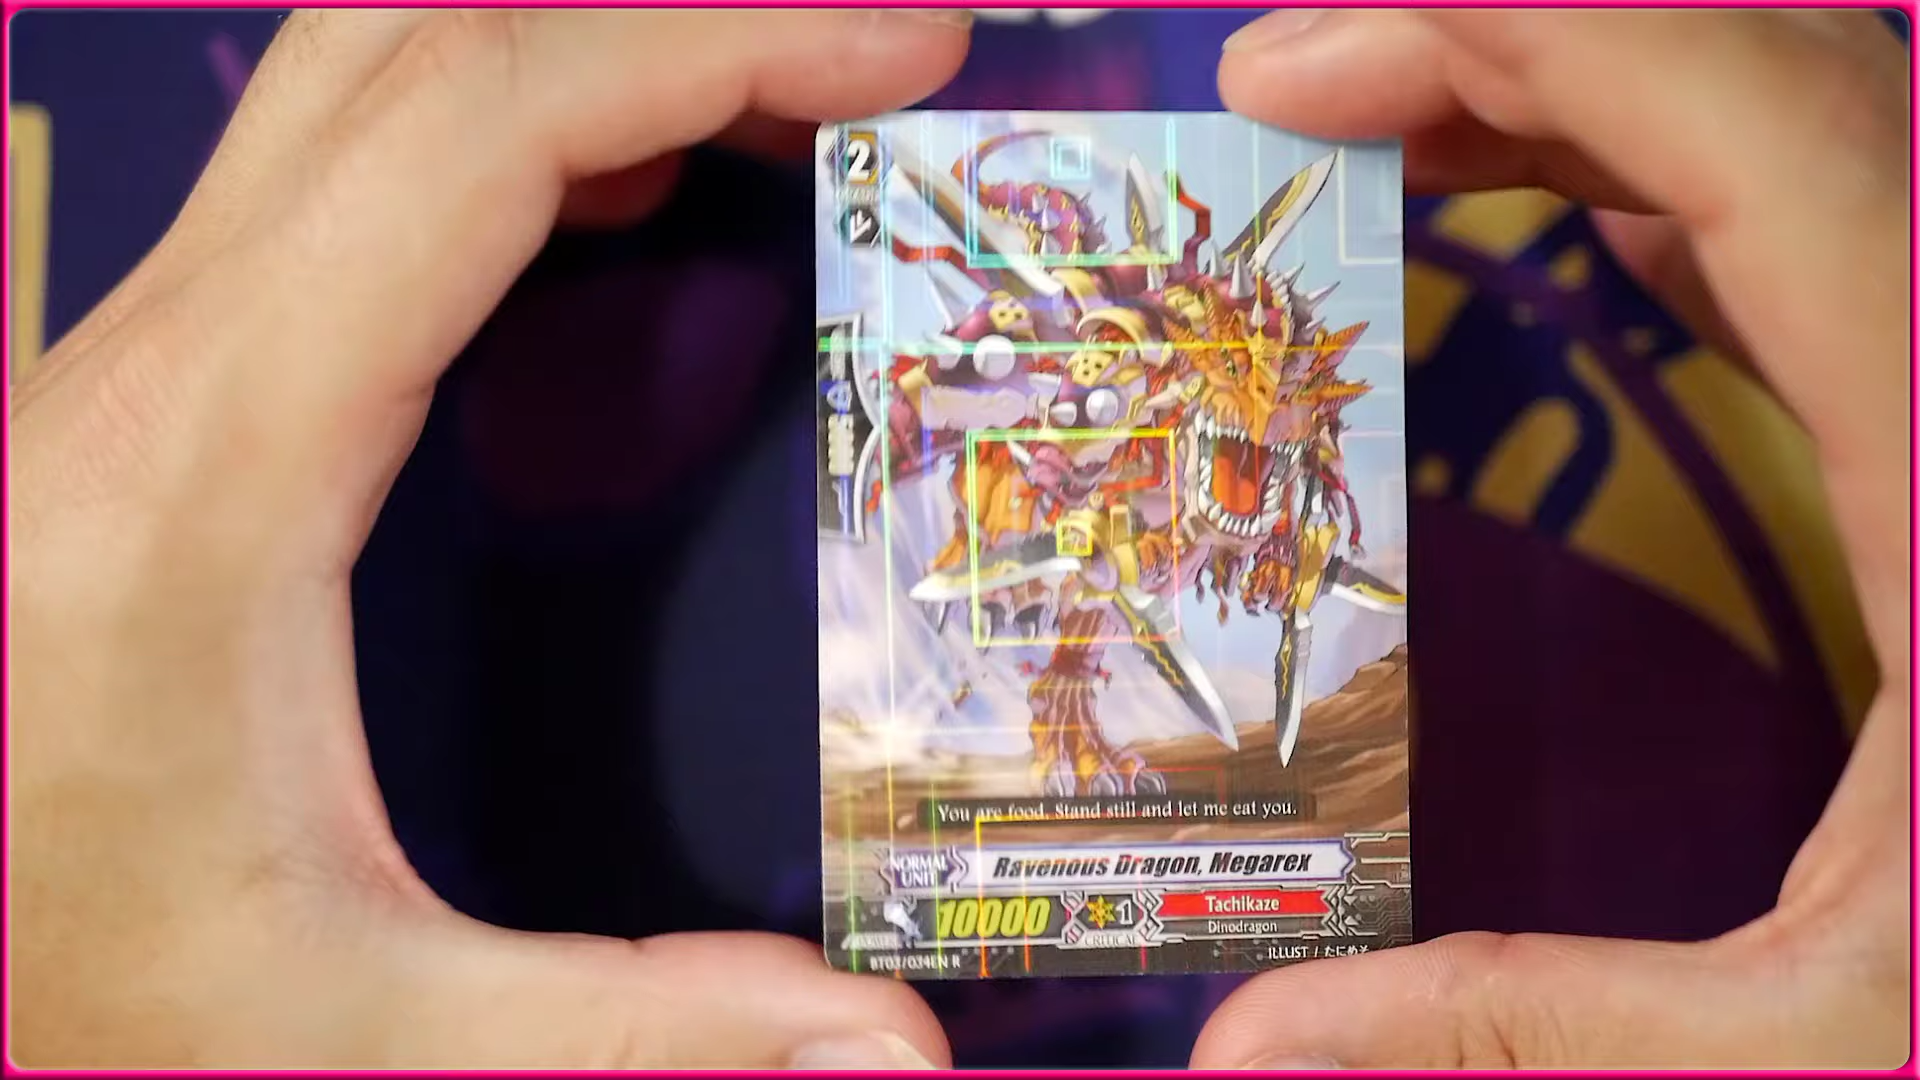 2
You are food. Stand still and let me eat you.
NORMAL
UNIT
Ravenous Dragon, Megarex
10000
1
Tachikaze
CRITICAL
Dinodragon
BT03/034EN R
ILLUST / たにめそ